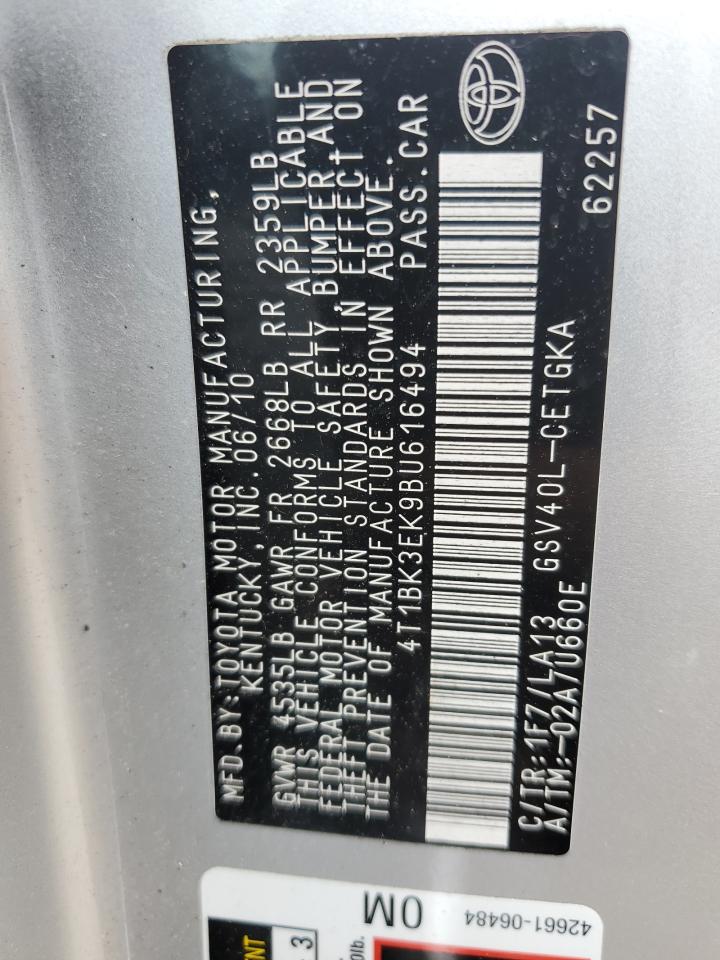 MFD.BY:TOYOTA MOTOR MANUFACTURING,
KENTUCKY,INC.06/10
GVWR 4535LB GAWR FR 2668LB RR 2359LB
THIS VEHICLE CONFORMS TO ALL APPLICABLE
FEDERAL MOTOR VEHICLE SAFETY, BUMPER AND
THEFT PREVENTION STANDARDS IN EFFECT ON
THE DATE OF MANUFACTURE SHOWN ABOVE.
4T1BK3EK9BU616494 PASS.CAR
C/TR:1F7/LA13 GSV40L-CETGKA
A/TM:-02A/U660E 62257
42661-06484
0M